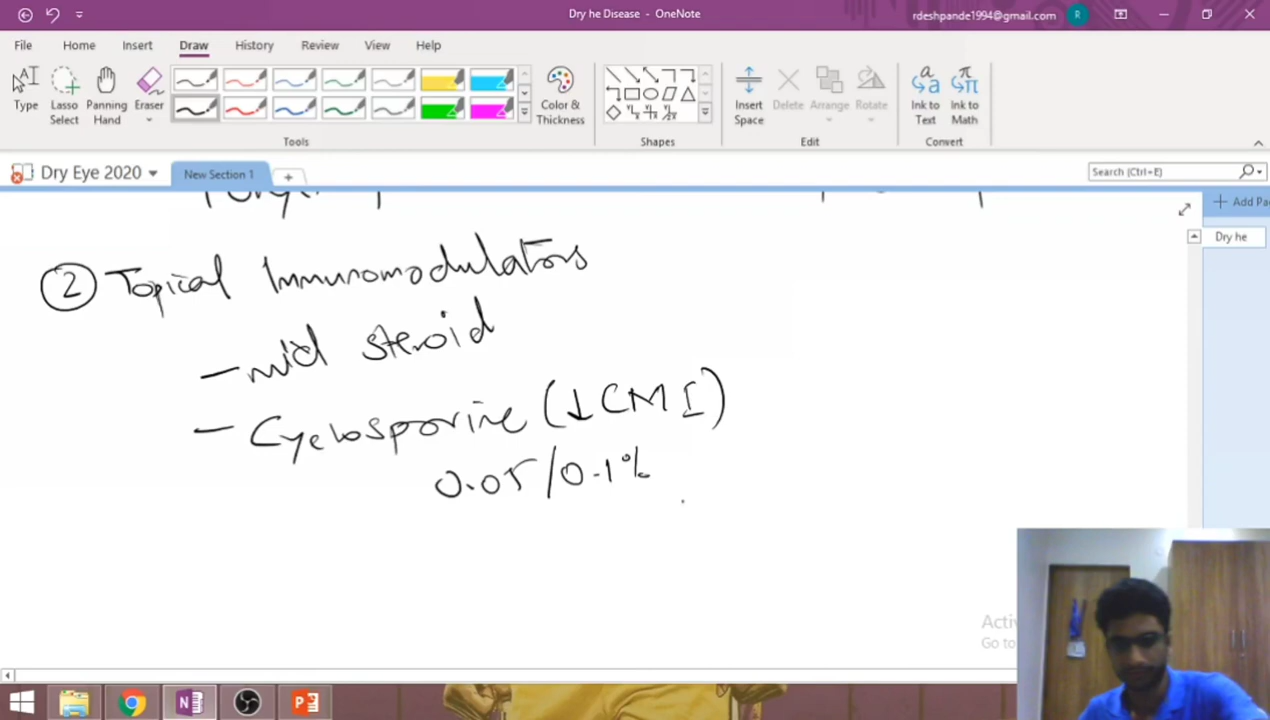 Dry he Disease - OneNote
rdeshpande1994@gmail.com
R
File Home Insert Draw History Review View Help
Type
Lasso Select
Panning Hand
Eraser
Color & Thickness
Insert Space
Delete
Arrange
Rotate
Ink to Text
Ink to Math
Tools
Shapes
Edit
Convert
Dry Eye 2020
New Section 1
Search (Ctrl+E)
Add Pa
Dry he
② Topical Immunomodulators
- mild steroid
- Cyclosporine (↓CMI)
0.05/0.1%
Activ
Go to